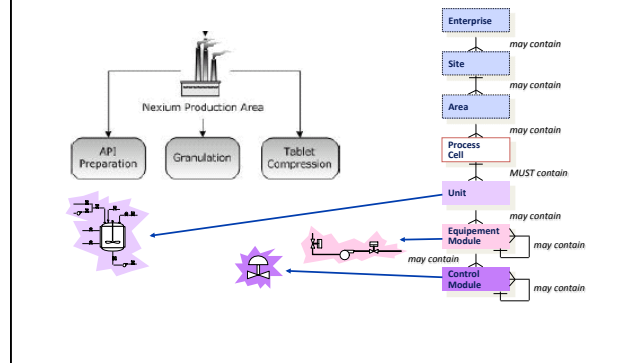 Enterprise
may contain
Site
may contain
Area
may contain
Process
Cell
MUST contain
Unit
may contain
Equipement
Module
may contain
may contain
Control
Module
may contain
Nexium Production Area
API
Preparation
Granulation
Tablet
Compression